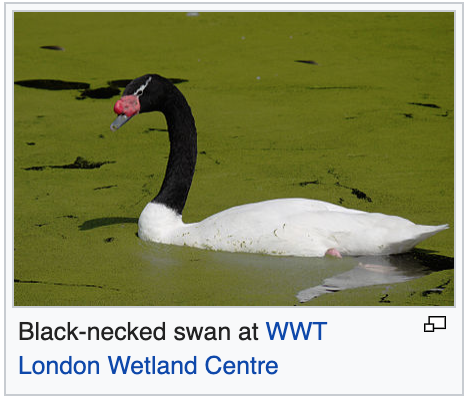 Black-necked swan at WWT
London Wetland Centre